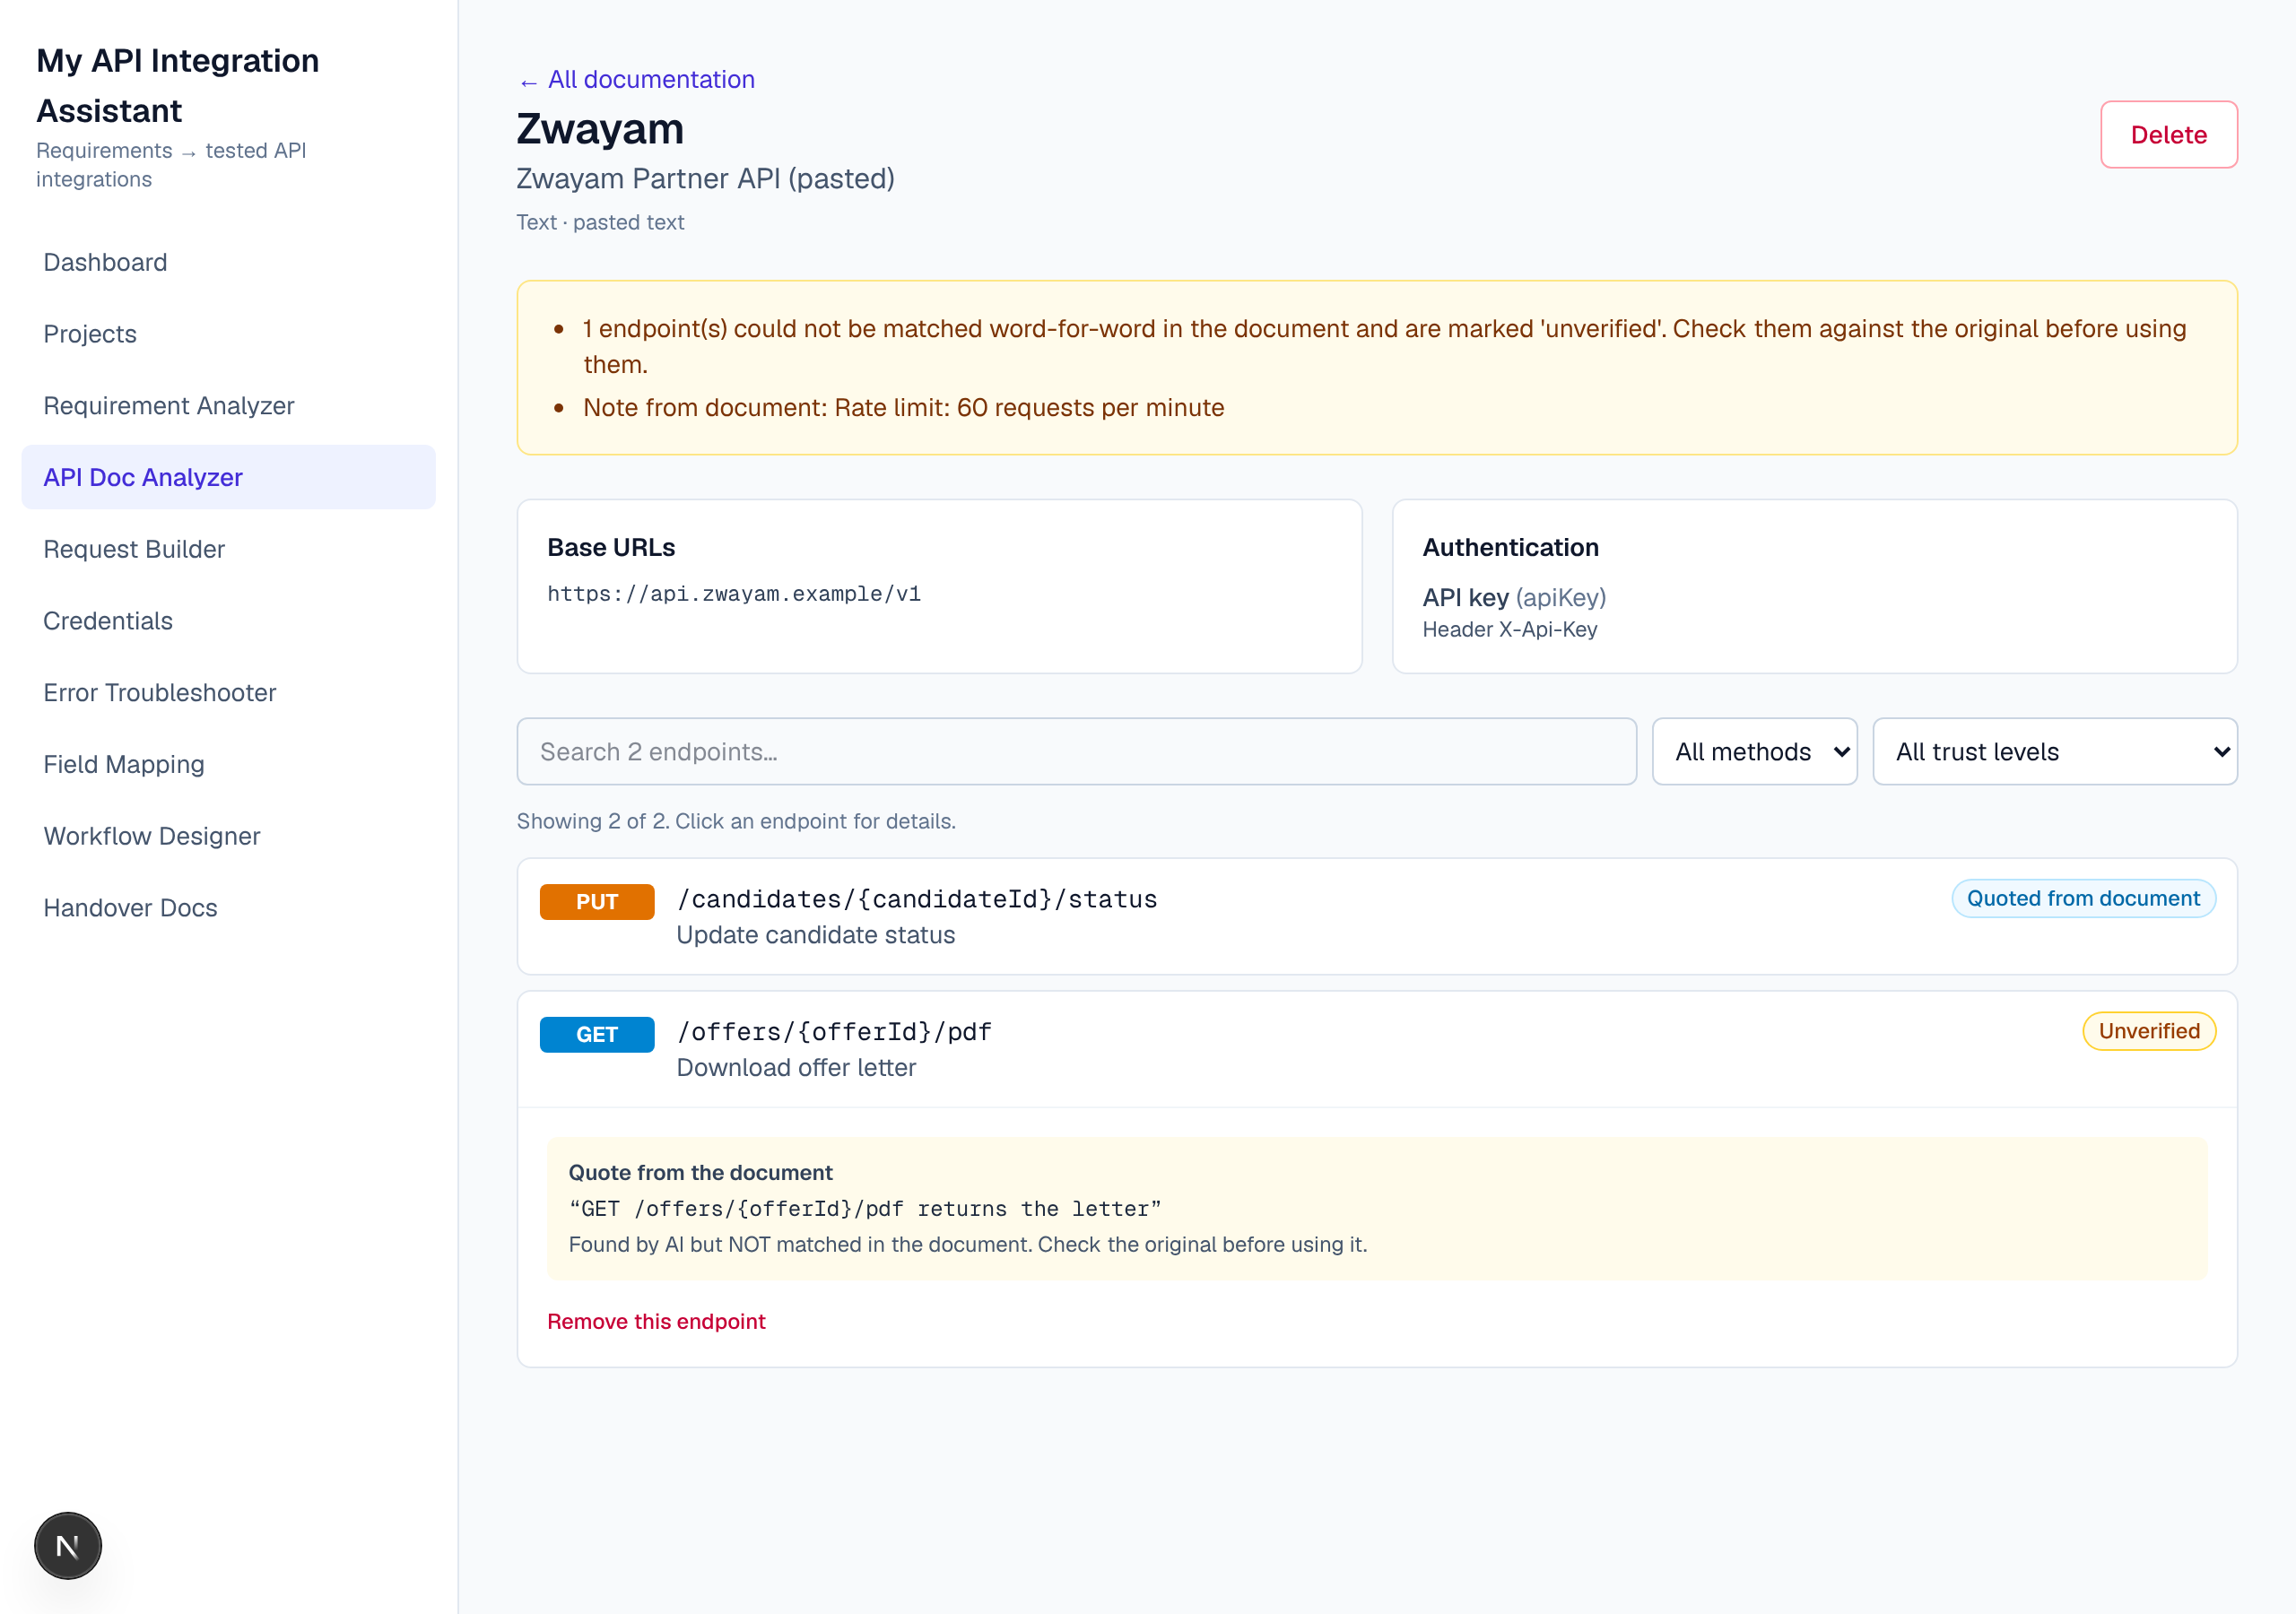 My API Integration
Assistant
Requirements → tested API
integrations
Dashboard
Projects
Requirement Analyzer
API Doc Analyzer
Request Builder
Credentials
Error Troubleshooter
Field Mapping
Workflow Designer
Handover Docs
N
← All documentation
Zwayam
Delete
Zwayam Partner API (pasted)
Text · pasted text
• 1 endpoint(s) could not be matched word-for-word in the document and are marked 'unverified'. Check them against the original before using
them.
• Note from document: Rate limit: 60 requests per minute
Base URLs
https://api.zwayam.example/v1
Authentication
API key (apiKey)
Header X-Api-Key
Search 2 endpoints…
All methods
All trust levels
Showing 2 of 2. Click an endpoint for details.
PUT /candidates/{candidateId}/status Quoted from document
Update candidate status
GET /offers/{offerId}/pdf Unverified
Download offer letter
Quote from the document
“GET /offers/{offerId}/pdf returns the letter”
Found by AI but NOT matched in the document. Check the original before using it.
Remove this endpoint